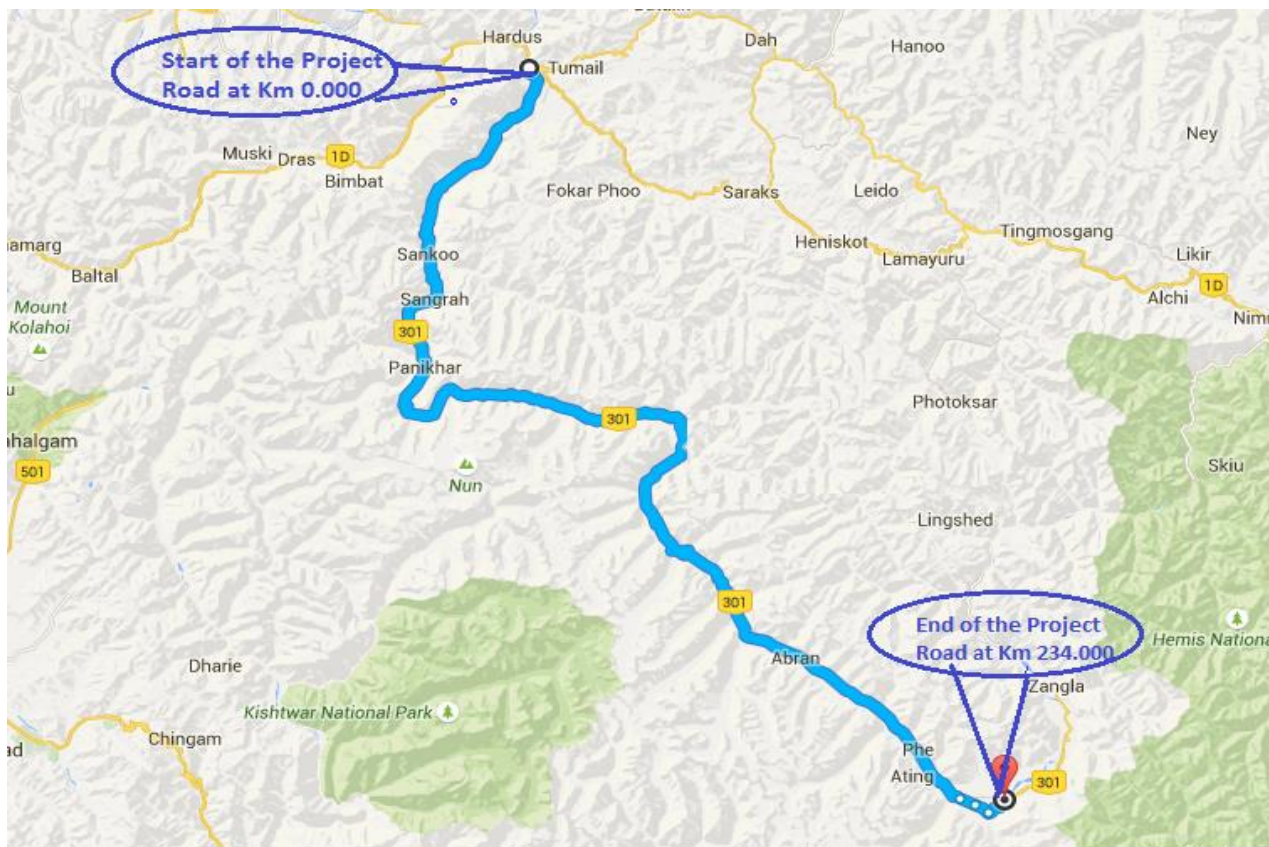 Hardus
Dah
Hanoo
Start of the Project
Road at Km 0.000
Tumail
Ney
Muski
Dras
1D
Bimbat
Fokar Phoo
Saraks
Leido
Tingmosgang
amarg
Sankoo
Heniskot
Lamayuru
Likir
Baltal
1D
Sangrah
Alchi
Mount
Kolahoi
Nim
301
Panikhar
Photoksar
301
ahalgam
501
Nun
Skiu
Lingshed
301
End of the Project
Road at Km 234.000
Hemis Nationa
Dharie
Abran
Zangla
Kishtwar National Park
Chingam
ad
Phe
Ating
301